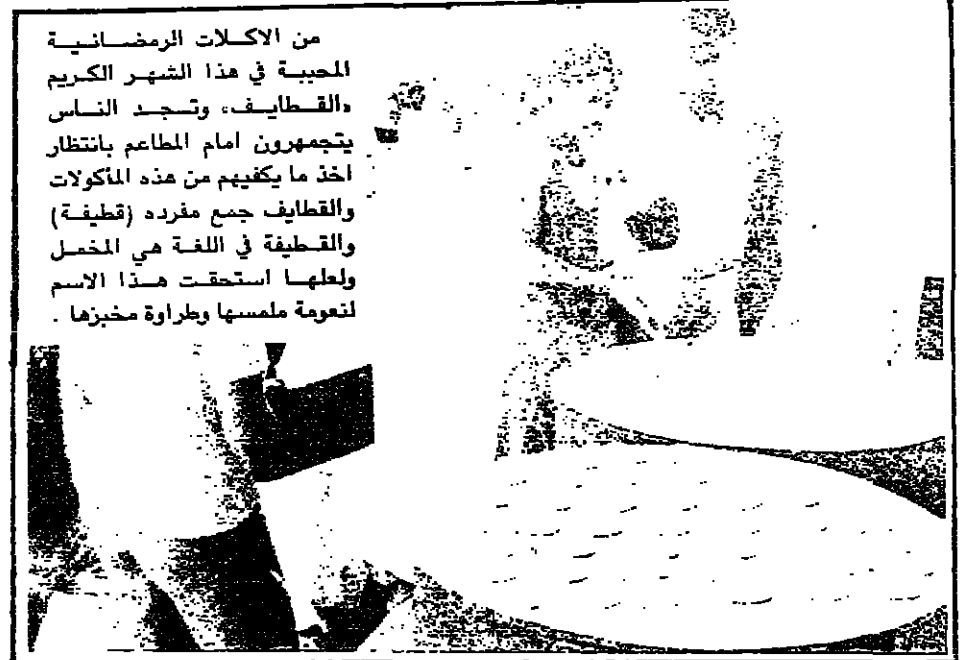 من الاكلات الرمضانية
المحببة في هذا الشهر الكريم
«القطايف» وتجد الناس
يتجمهرون امام المطاعم بانتظار
اخذ ما يكفيهم من هذه المأكولات
والقطايف جمع مفرده (قطيفة)
والقطيفة في اللغة هي المخمل
ولعلها استحقت هذا الاسم
لنعومة ملمسها وطراوة مخبزها .